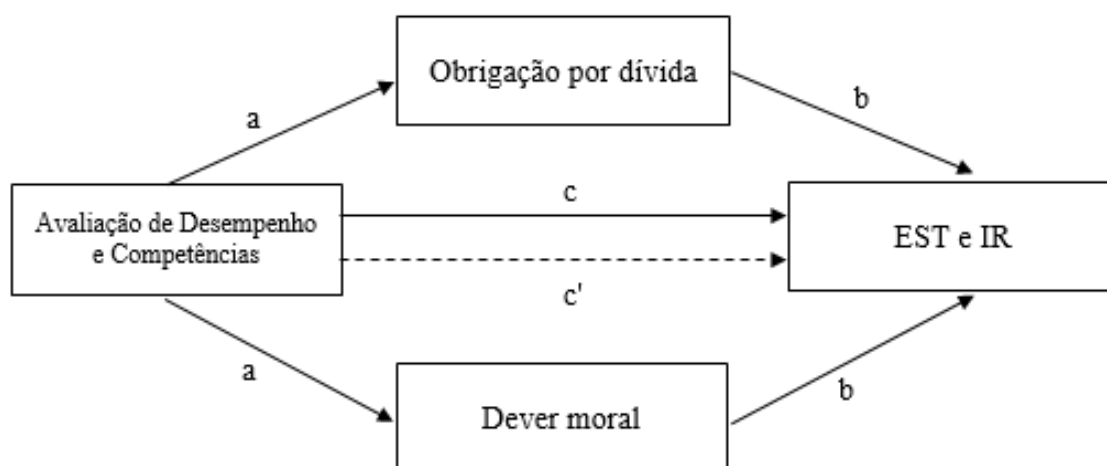 Obrigação por dívida
a
b
Avaliação de Desempenho
e Competências
c
c'
EST e IR
a
b
Dever moral